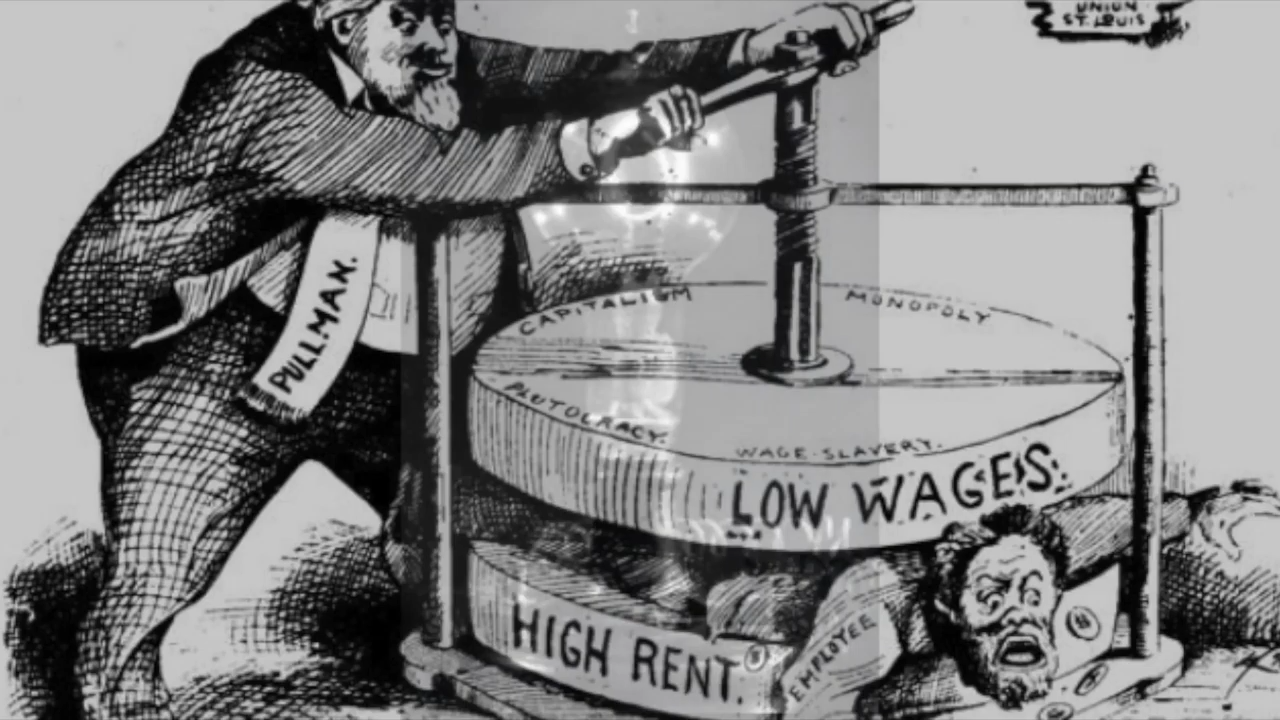 UNION
ST. LOUIS
PULLMAN.
CAPITALISM
MONOPOLY
PLUTOCRACY.
WAGE-SLAVERY.
LOW WAGES.
HIGH RENT.
EMPLOYEE